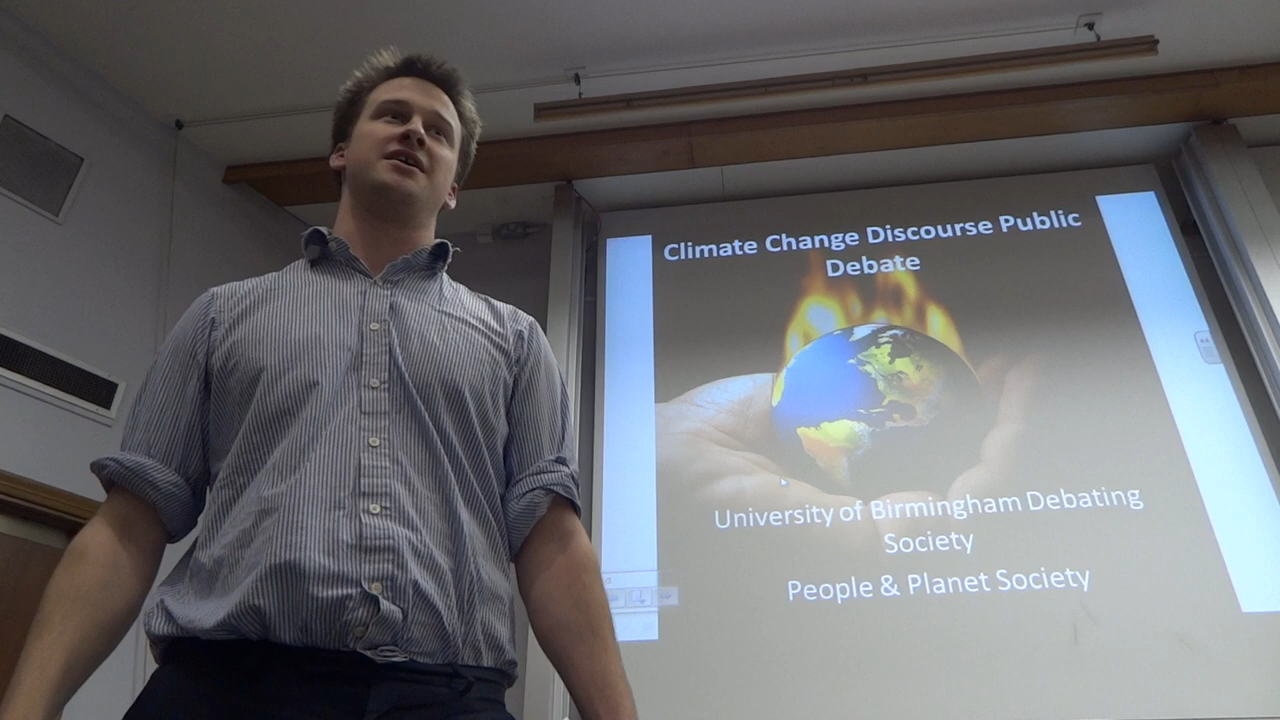 Climate Change Discourse Public
Debate
University of Birmingham Debating
Society
People & Planet Society